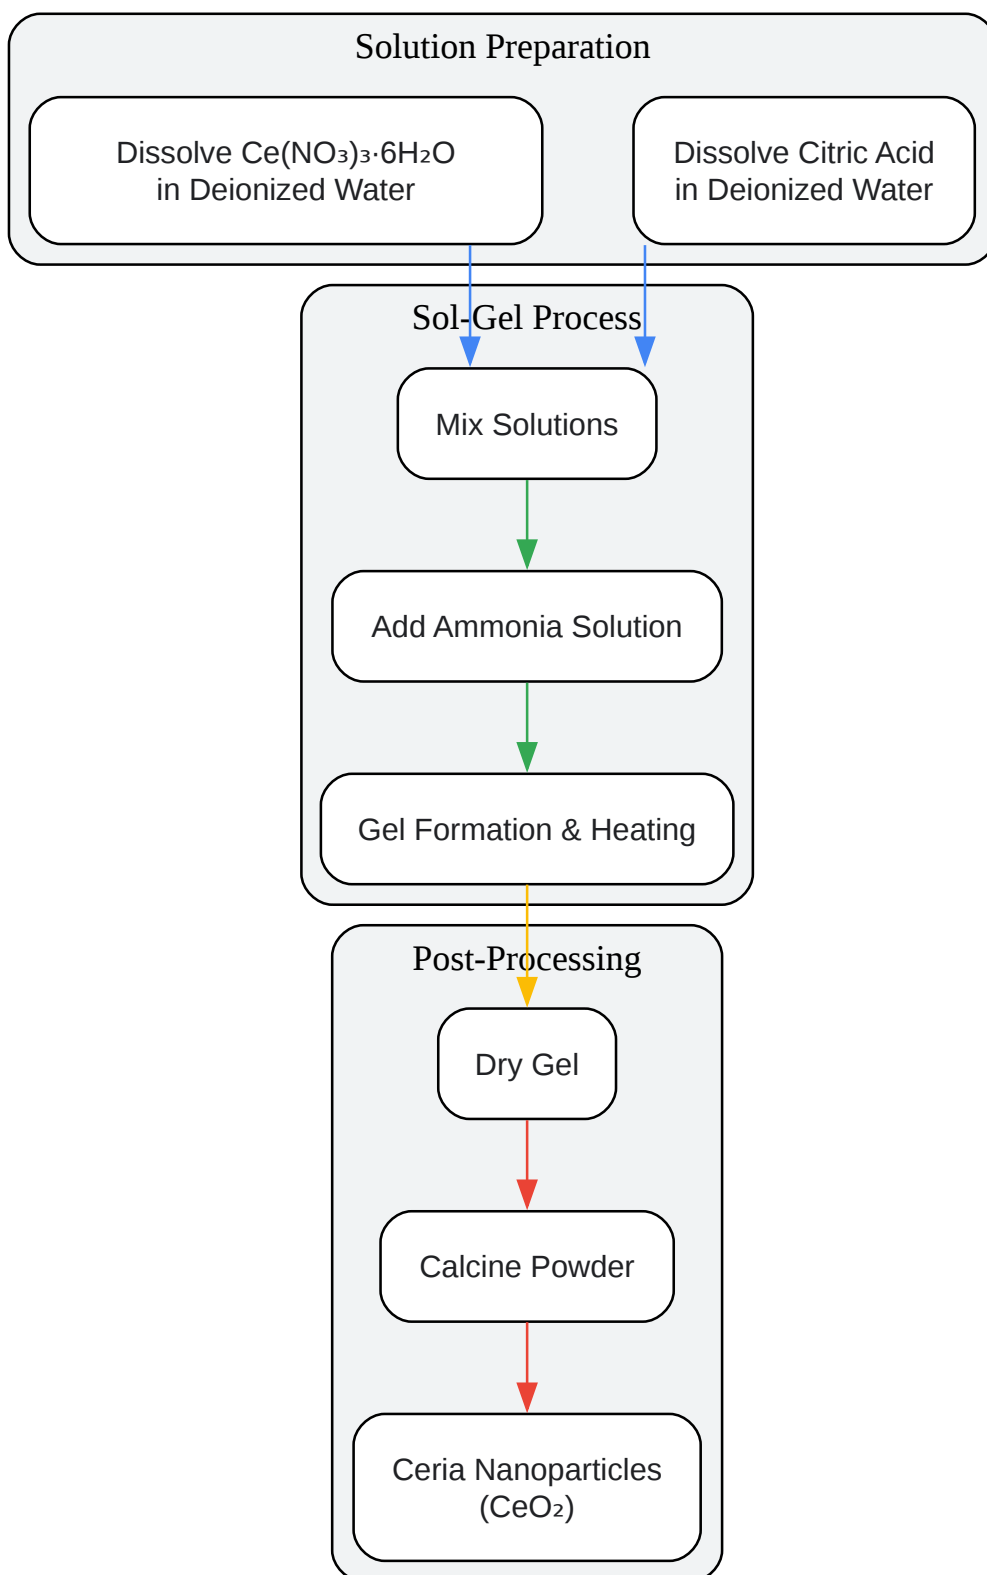 Solution Preparation
Dissolve Ce(NO₃)₃·6H₂O
in Deionized Water
Dissolve Citric Acid
in Deionized Water
Sol-Gel Process
Mix Solutions
Add Ammonia Solution
Gel Formation & Heating
Post-Processing
Dry Gel
Calcine Powder
Ceria Nanoparticles
(CeO₂)